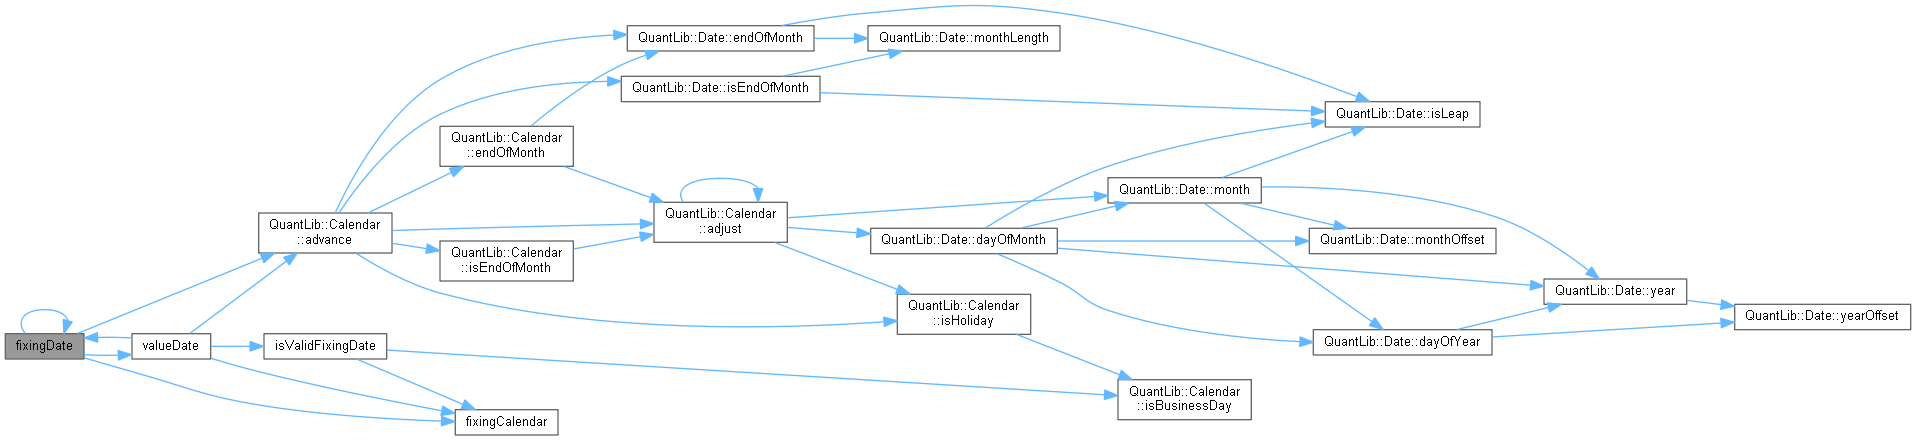 QuantLib::Date::endOfMonth
QuantLib::Date::monthLength
QuantLib::Date::isEndOfMonth
QuantLib::Date::isLeap
QuantLib::Calendar
::endOfMonth
QuantLib::Date::month
QuantLib::Calendar
::adjust
QuantLib::Calendar
::advance
QuantLib::Date::dayOfMonth
QuantLib::Date::monthOffset
QuantLib::Calendar
::isEndOfMonth
QuantLib::Date::year
QuantLib::Calendar
::isHoliday
QuantLib::Date::yearOffset
fixingDate
valueDate
isValidFixingDate
QuantLib::Date::dayOfYear
QuantLib::Calendar
::isBusinessDay
fixingCalendar